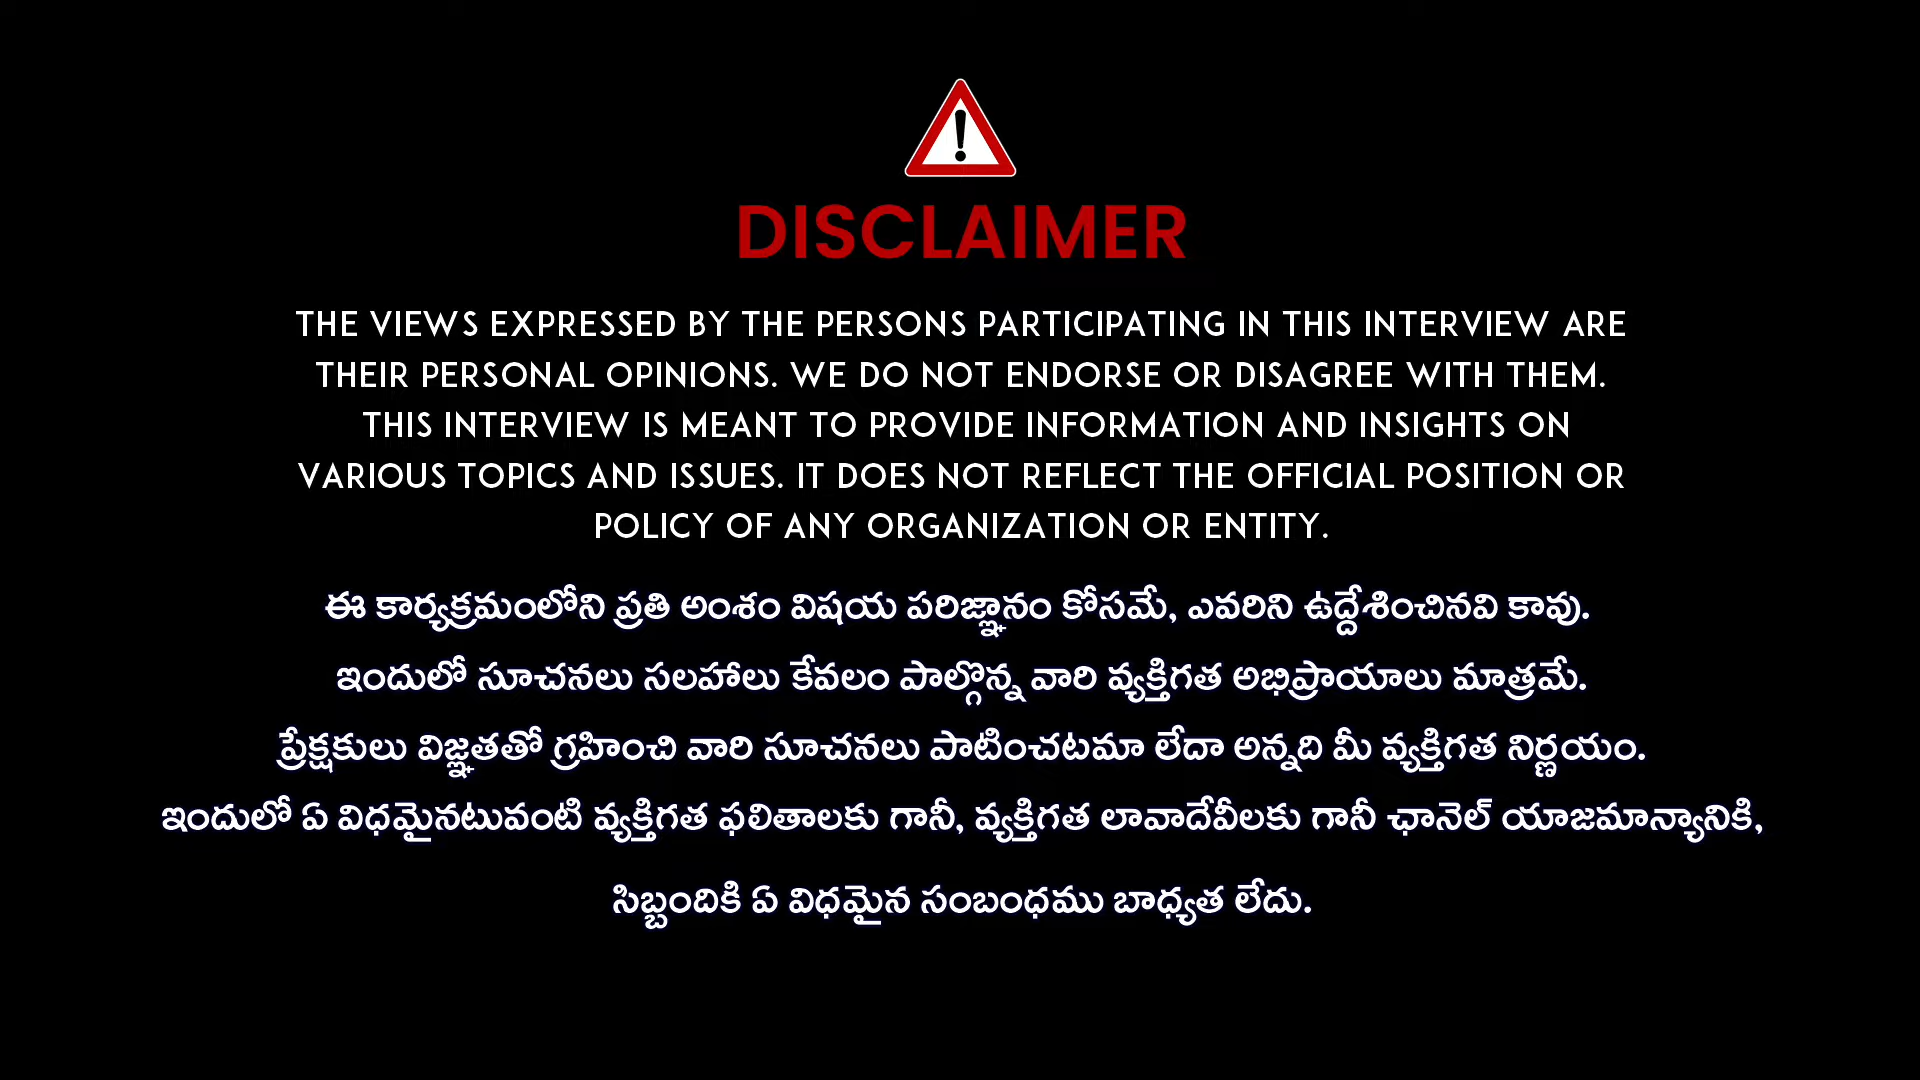 DISCLAIMER
THE VIEWS EXPRESSED BY THE PERSONS PARTICIPATING IN THIS INTERVIEW ARE
THEIR PERSONAL OPINIONS. WE DO NOT ENDORSE OR DISAGREE WITH THEM.
THIS INTERVIEW IS MEANT TO PROVIDE INFORMATION AND INSIGHTS ON
VARIOUS TOPICS AND ISSUES. IT DOES NOT REFLECT THE OFFICIAL POSITION OR
POLICY OF ANY ORGANIZATION OR ENTITY.
ఈ కార్యక్రమంలోని ప్రతి అంశం విషయ పరిజ్ఞానం కోసమే, ఎవరిని ఉద్దేశించినవి కావు.
ఇందులో సూచనలు సలహాలు కేవలం పాల్గొన్న వారి వ్యక్తిగత అభిప్రాయాలు మాత్రమే.
ప్రేక్షకులు విజ్ఞతతో గ్రహించి వారి సూచనలు పాటించటమా లేదా అన్నది మీ వ్యక్తిగత నిర్ణయం.
ఇందులో ఏ విధమైనటువంటి వ్యక్తిగత ఫలితాలకు గానీ, వ్యక్తిగత లావాదేవీలకు గానీ ఛానెల్ యాజమాన్యానికి,
సిబ్బందికి ఏ విధమైన సంబంధము బాధ్యత లేదు.